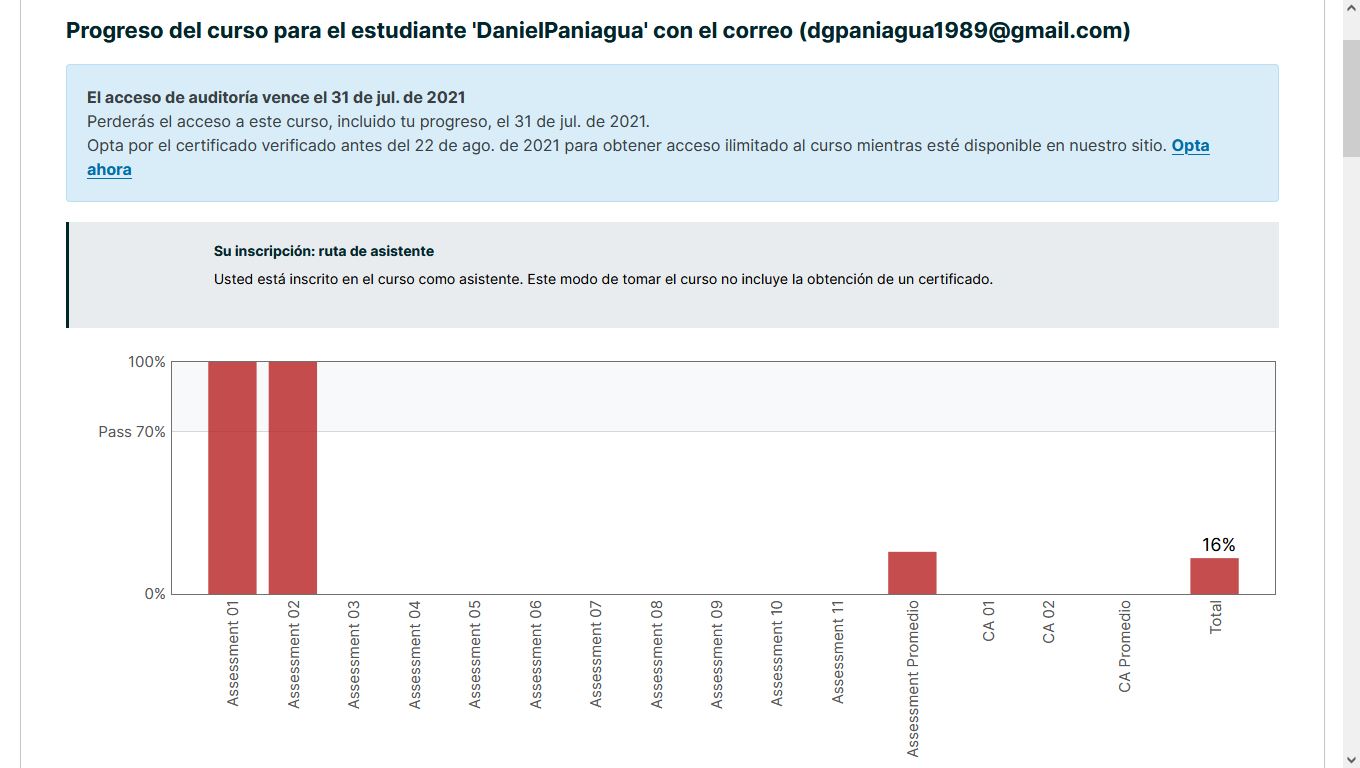 Progreso del curso para el estudiante 'DanielPaniagua' con el correo (dgpaniagua1989@gmail.com)
El acceso de auditoría vence el 31 de jul. de 2021
Perderás el acceso a este curso, incluido tu progreso, el 31 de jul. de 2021.
Opta por el certificado verificado antes del 22 de ago. de 2021 para obtener acceso ilimitado al curso mientras esté disponible en nuestro sitio. Opta
ahora
Su inscripción: ruta de asistente
Usted está inscrito en el curso como asistente. Este modo de tomar el curso no incluye la obtención de un certificado.
100%
Pass 70%
16%
0%
Assessment 01
Assessment 02
Assessment 03
Assessment 04
Assessment 05
Assessment 06
Assessment 07
Assessment 08
Assessment 09
Assessment 10
Assessment 11
Assessment Promedio
CA 01
CA 02
CA Promedio
Total